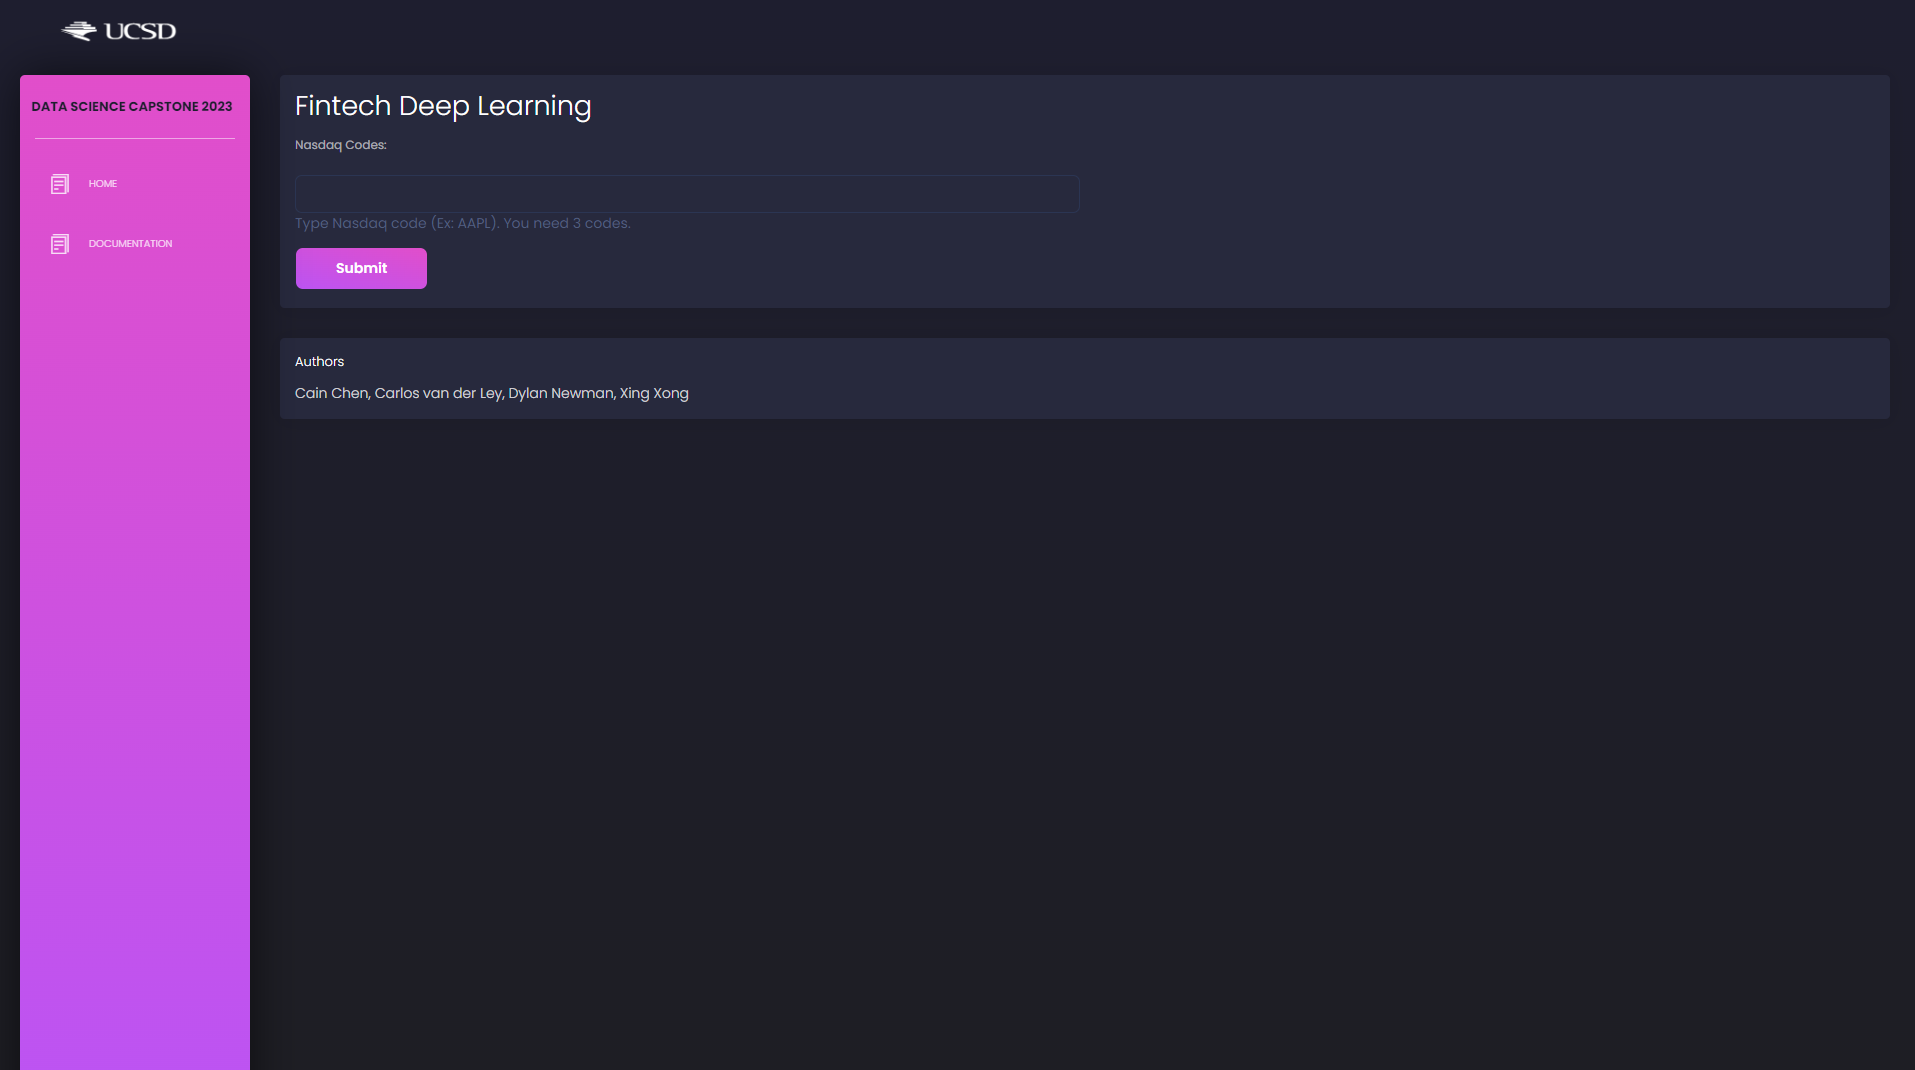 UCSD
DATA SCIENCE CAPSTONE 2023
HOME
DOCUMENTATION
Fintech Deep Learning
Nasdaq Codes:
Type Nasdaq code (Ex: AAPL). You need 3 codes.
Submit
Authors
Cain Chen, Carlos van der Ley, Dylan Newman, Xing Xong